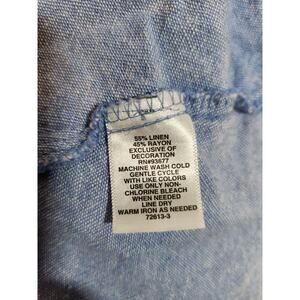 55% LINEN
45% RAYON
EXCLUSIVE OF
DECORATION
RN#93677
MACHINE WASH COLD
GENTLE CYCLE
WITH LIKE COLORS
USE ONLY NON-
CHLORINE BLEACH
WHEN NEEDED
LINE DRY
WARM IRON AS NEEDED
72613-3